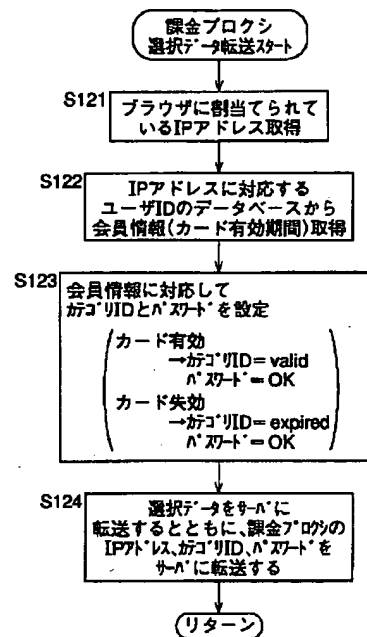 課金プロクシ
選択データ転送スタート
S121
ブラウザに割当てられて
いるIPアドレス取得
S122
IPアドレスに対応する
ユーザIDのデータベースから
会員情報(カード有効期間)取得
S123
会員情報に対応して
カテゴリIDとパスワードを設定
カード有効
→カテゴリID=valid
パスワード=OK
カード失効
→カテゴリID=expired
パスワード=OK
S124
選択データをサーバに
転送するとともに、課金プロクシの
IPアドレス、カテゴリID、パスワードを
サーバに転送する
リターン